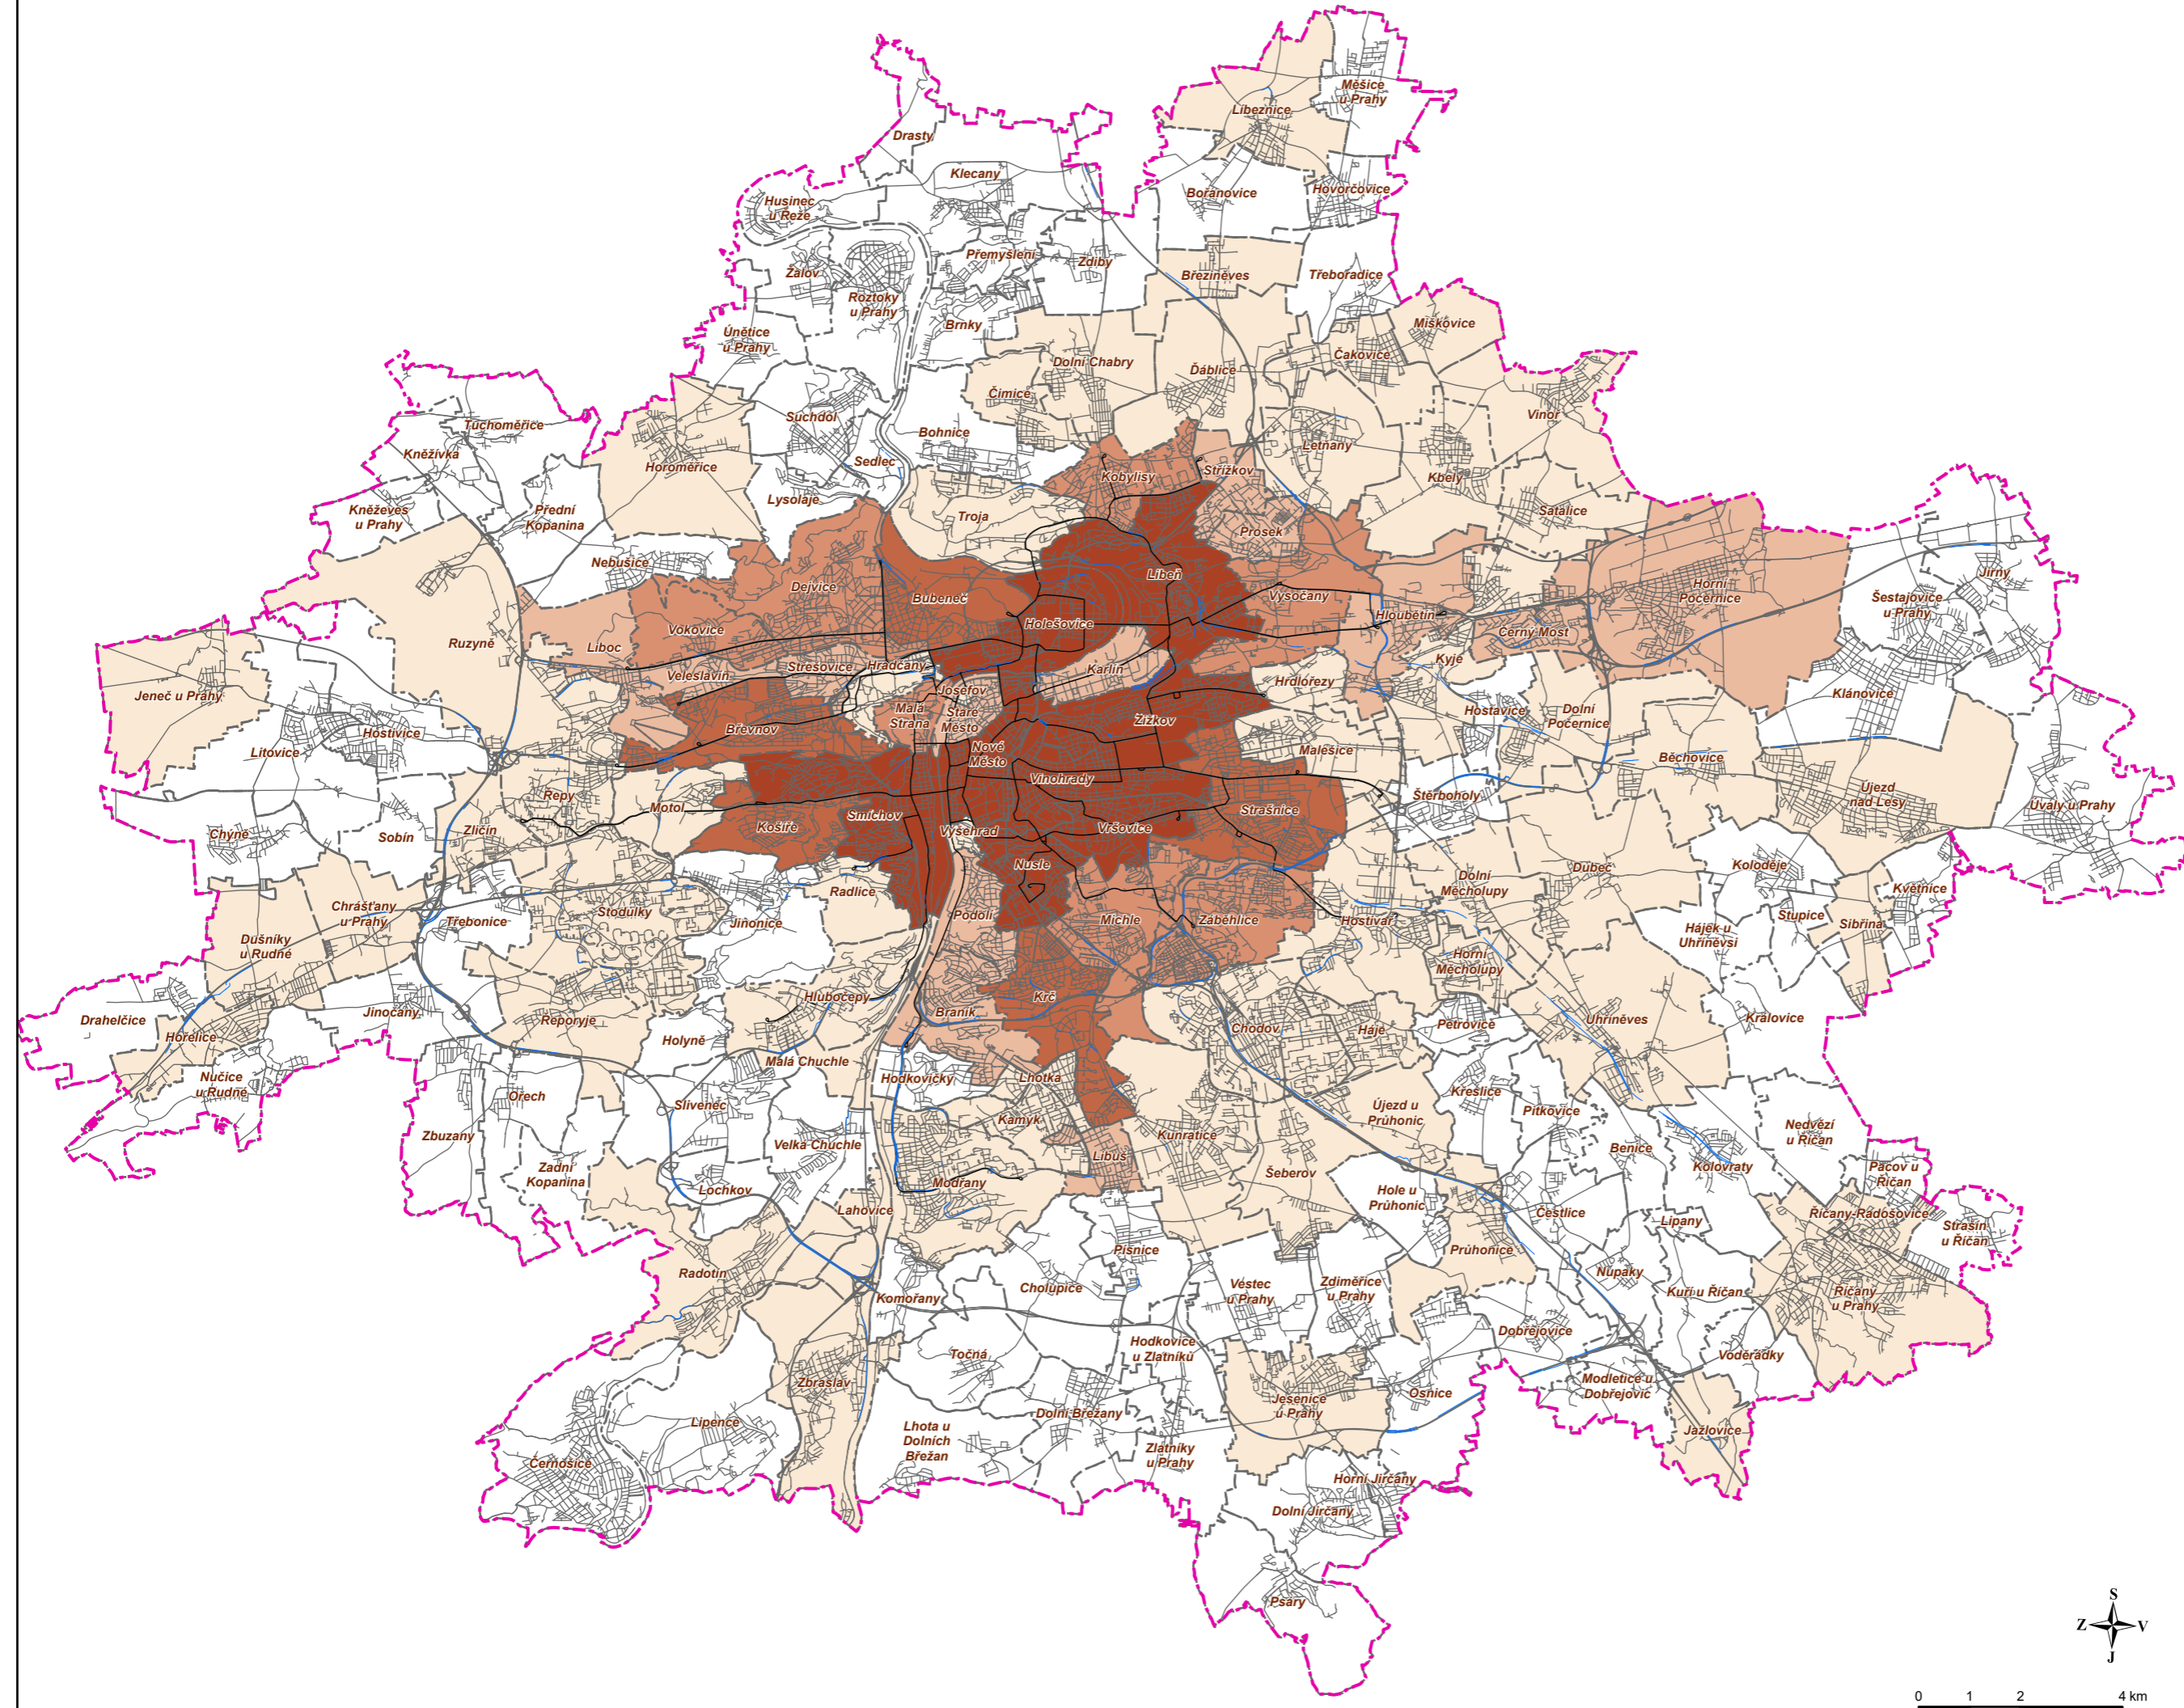 Měšice
u Prahy
Líbeznice
Drasty
Klecany
Bořanovice
Hovorčovice
Husinec
u Řeže
Přemyšlení
Zdiby
Žalov
Březiněves
Třeboradice
Roztoky
u Prahy
Brnky
Miškovice
Únětice
u Prahy
Čakovice
Dolní Chabry
Ďáblice
Čimice
Vinoř
Suchdol
Tuchoměřice
Bohnice
Letňany
Kněžívka
Sedlec
Horoměřice
Střížkov
Kobylisy
Kbely
Lysolaje
Kněževes
u Prahy
Přední
Kopanina
Troja
Satalice
Prosek
Nebušice
Libeň
Jirny
Dejvice
Bubeneč
Vysočany
Horní
Počernice
Šestajovice
u Prahy
Holešovice
Hloubětín
Vokovice
Černý Most
Ruzyně
Liboc
Kyje
Střešovice
Hradčany
Karlín
Veleslavín
Hrdlořezy
Jeneč u Prahy
Josefov
Klánovice
Malá
Strana
Staré
Město
Hostavice
Dolní
Počernice
Žižkov
Břevnov
Hostivice
Litovice
Nové
Město
Malešice
Běchovice
Vinohrady
Újezd
nad Lesy
Řepy
Motol
Štěrboholy
Úvaly u Prahy
Strašnice
Smíchov
Košíře
Vyšehrad
Vršovice
Chýně
Sobín
Zličín
Nusle
Dubeč
Koloděje
Dolní
Měcholupy
Radlice
Květnice
Chrášťany
u Prahy
Stodůlky
Třebonice
Jinonice
Podolí
Michle
Záběhlice
Hostivař
Stupice
Sibřina
Hájek u
Uhříněvsi
Dušníky
u Rudné
Horní
Měcholupy
Hlubočepy
Krč
Jinočany
Braník
Drahelčice
Řeporyje
Chodov
Háje
Petrovice
Uhříněves
Královice
Hořelice
Holyně
Malá Chuchle
Nučice
u Rudné
Hodkovičky
Lhotka
Ořech
Slivenec
Kamýk
Újezd u
Průhonic
Křeslice
Pitkovice
Zbuzany
Velká Chuchle
Kunratice
Nedvězí
u Říčan
Libuš
Benice
Zadní
Kopanina
Lochkov
Modřany
Šeberov
Kolovraty
Pacov u
Říčan
Lahovice
Hole u
Průhonic
Čestlice
Lipany
Říčany-Radošovice
Strašín
u Říčan
Písnice
Průhonice
Radotín
Nupaky
Cholupice
Vestec
u Prahy
Zdiměřice
u Prahy
Kuří u Říčan
Říčany
u Prahy
Komořany
Dobřejovice
Hodkovice
u Zlatníků
Točná
Voděrádky
Zbraslav
Modletice u
Dobřejovic
Osnice
Jesenice
u Prahy
Dolní Břežany
Lipence
Jažlovice
Lhota u
Dolních
Břežan
Zlatníky
u Prahy
Černošice
Horní Jirčany
Dolní Jirčany
Psáry
S
Z V
J
0 1 2 4 km